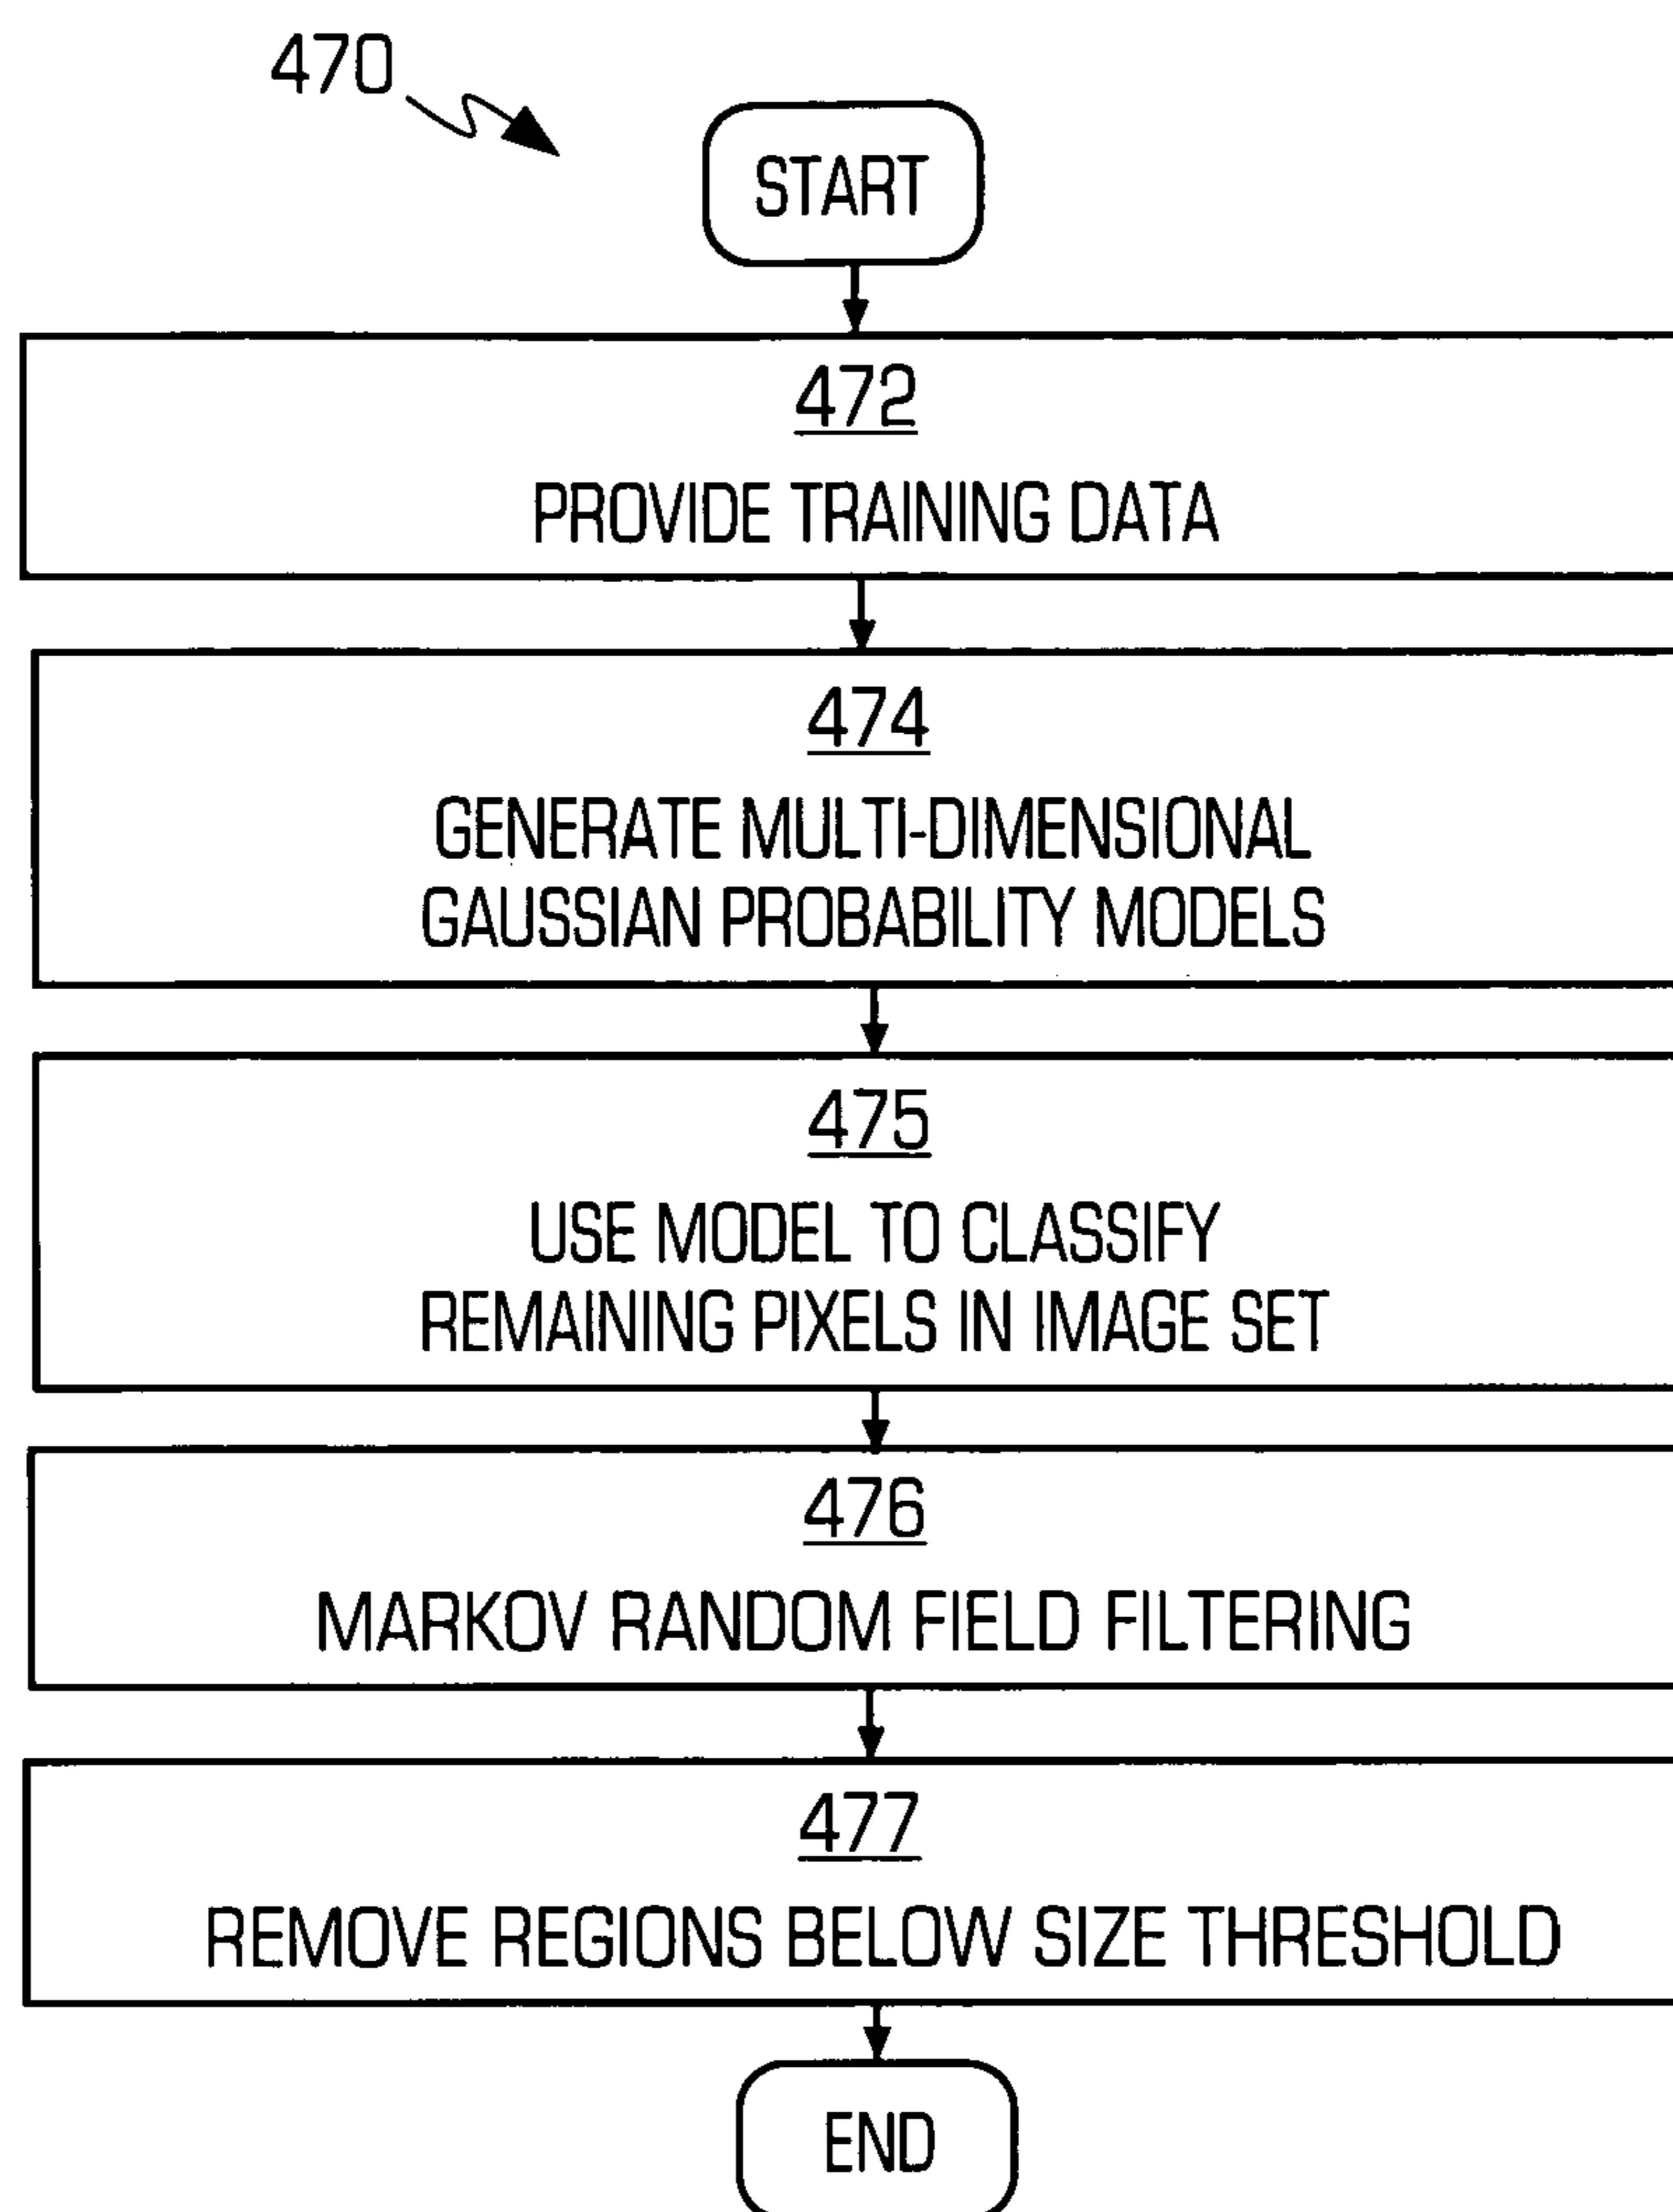 470
START
472
PROVIDE TRAINING DATA
474
GENERATE MULTI-DIMENSIONAL
GAUSSIAN PROBABILITY MODELS
475
USE MODEL TO CLASSIFY
REMAINING PIXELS IN IMAGE SET
476
MARKOV RANDOM FIELD FILTERING
477
REMOVE REGIONS BELOW SIZE THRESHOLD
END